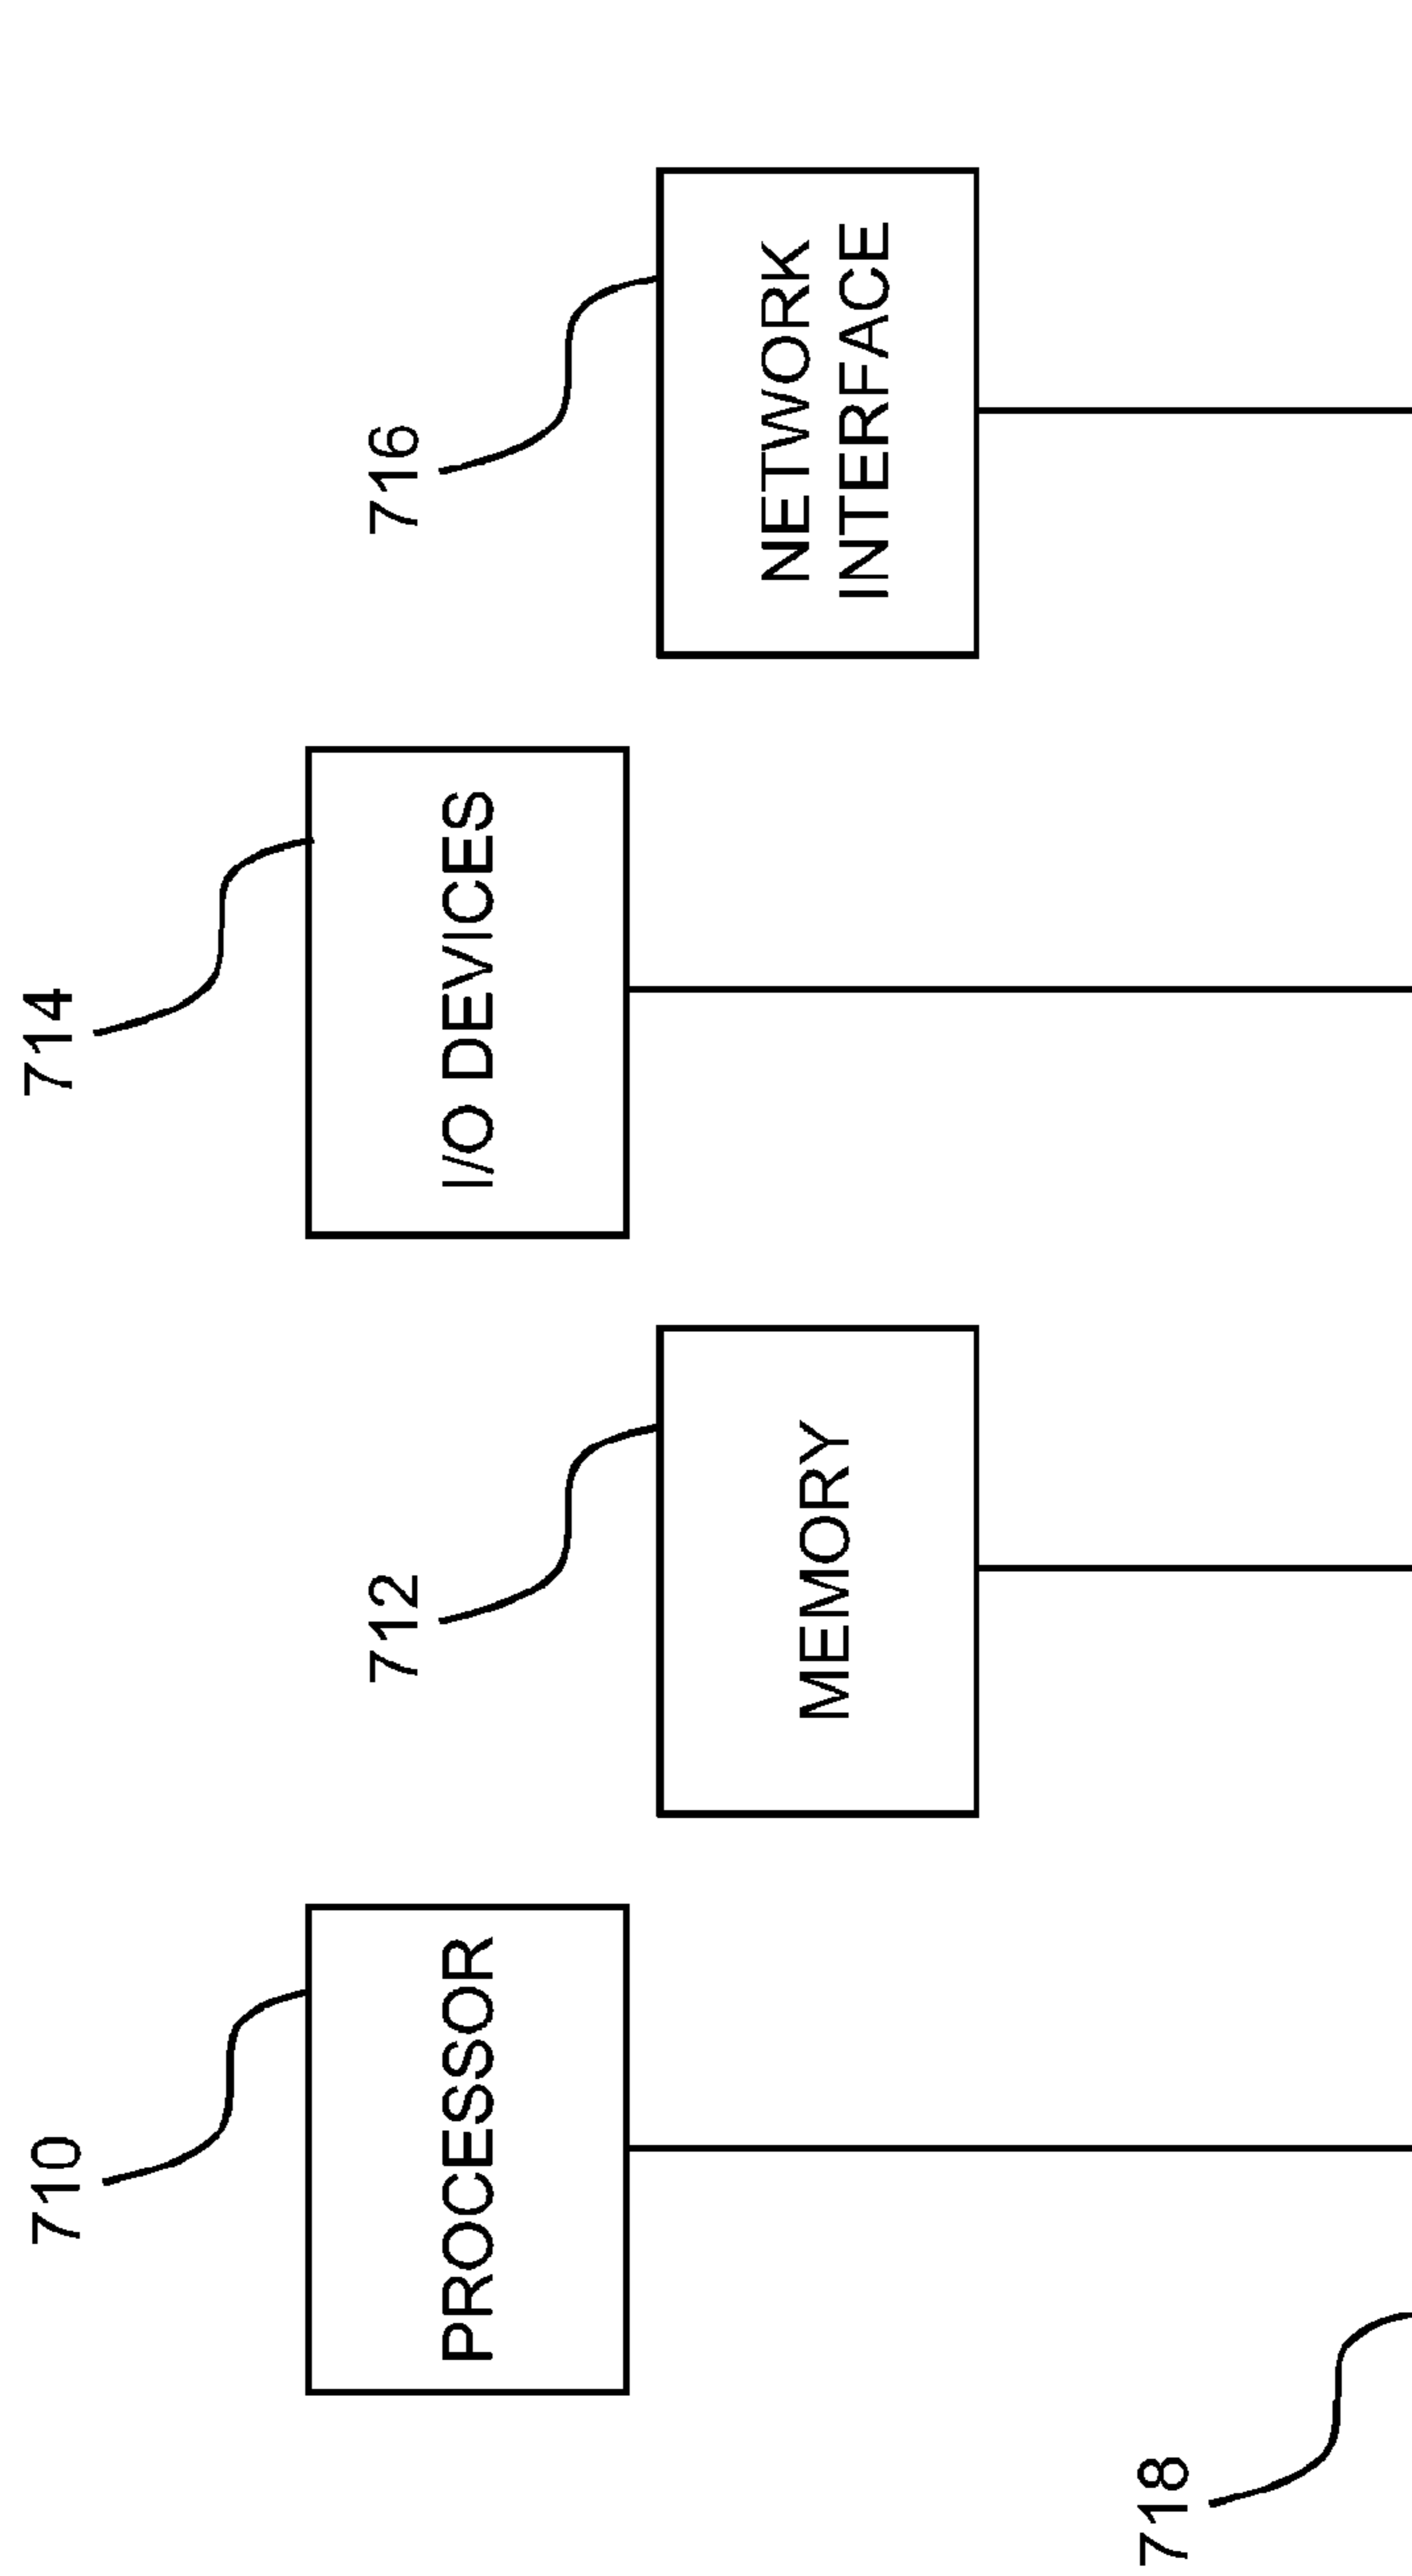 710
PROCESSOR
712
MEMORY
714
I/O DEVICES
716
NETWORK
INTERFACE
718